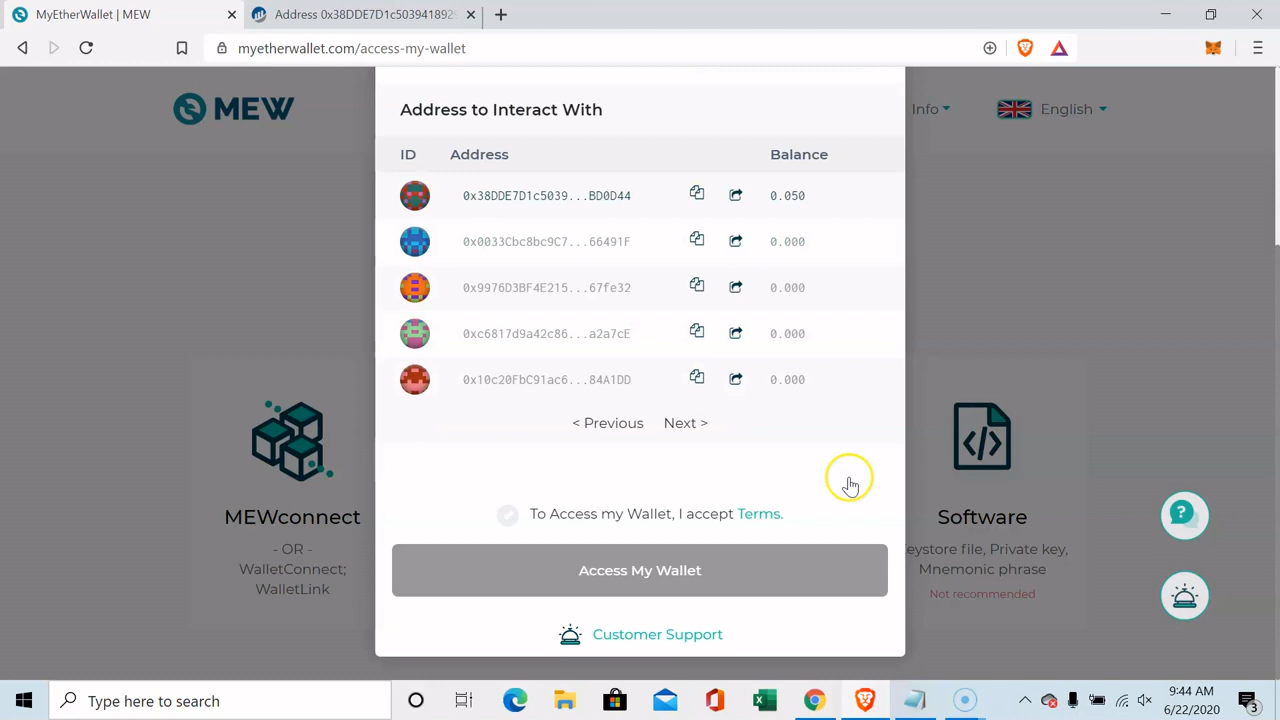 MyEtherWallet | MEW
Address 0x38DDE7D1c503941892
myetherwallet.com/access-my-wallet
MEW
Info
English
Address to Interact With
ID Address Balance
0x38DDE7D1c5039...BD0D44 0.050
0x0033Cbc8bc9C7...66491F 0.000
0x9976D3BF4E215...67fe32 0.000
0xc6817d9a42c86...a2a7cE 0.000
0x10c20FbC91ac6...84A1DD 0.000
< Previous Next >
To Access my Wallet, I accept Terms.
Access My Wallet
Customer Support
MEWconnect
- OR -
WalletConnect;
WalletLink
Software
Keystore file, Private key,
Mnemonic phrase
Not recommended
Type here to search
9:44 AM
6/22/2020
3